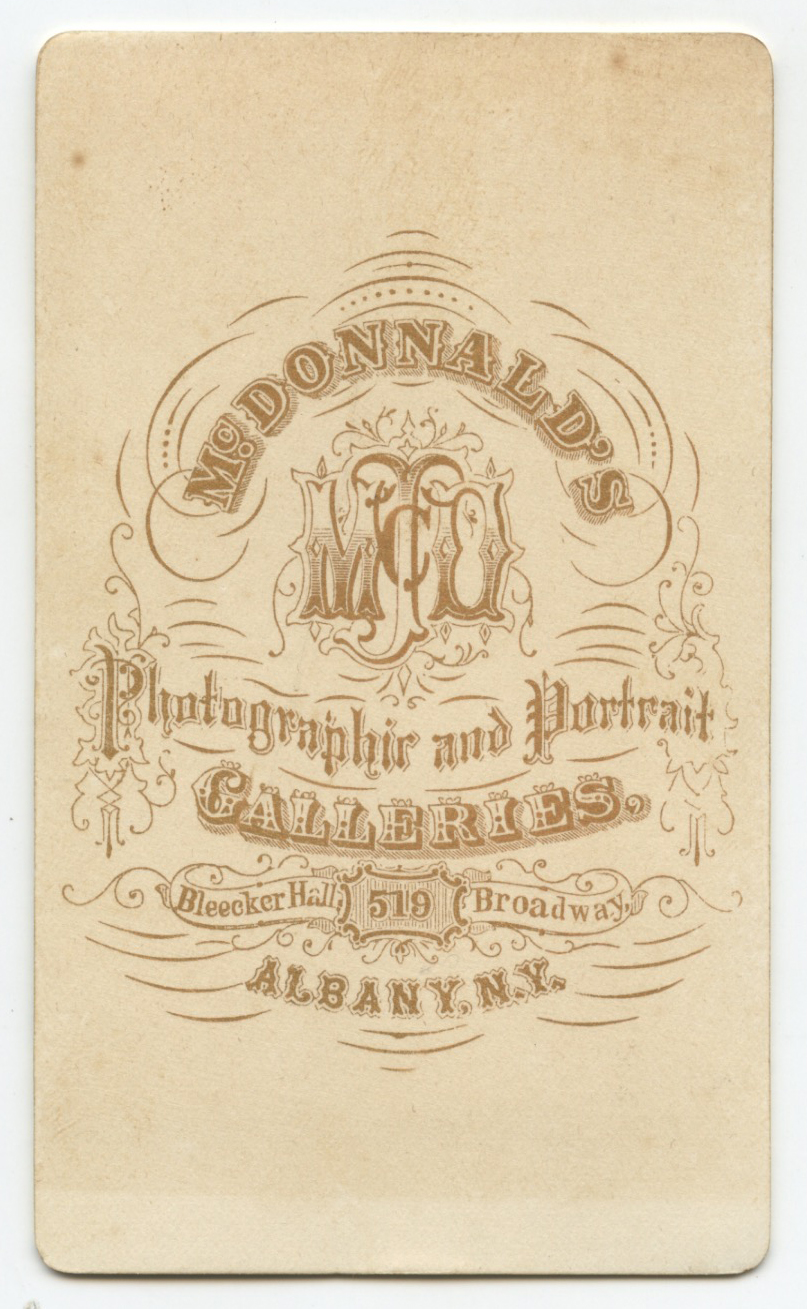 McDONNALD'S
McD
Photographic and Portrait
GALLERIES,
Bleecker Hall, 519 Broadway,
ALBANY, N.Y.